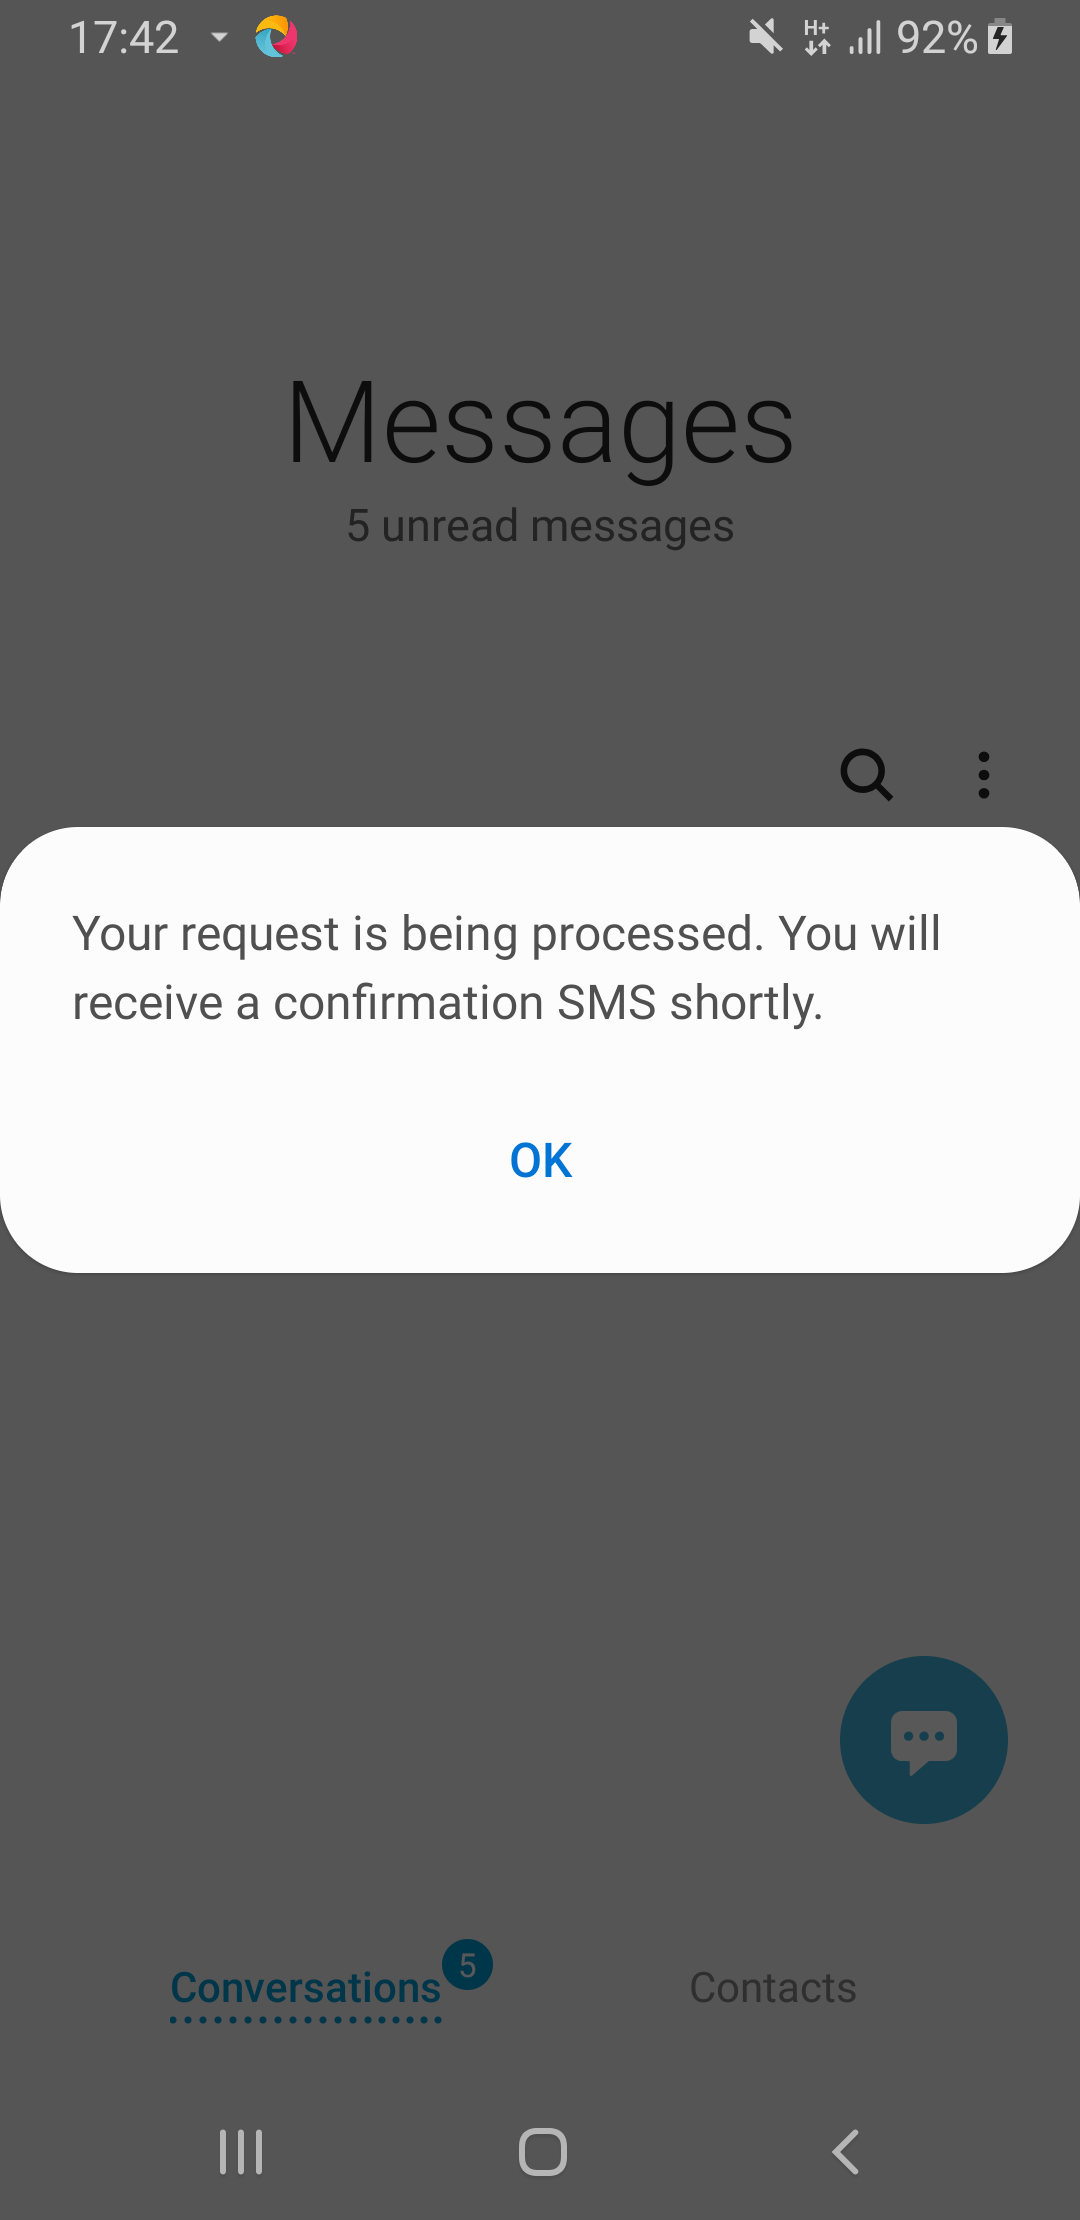 17:42
H+
92%
Messages
5 unread messages
Your request is being processed. You will
receive a confirmation SMS shortly.
OK
Conversations
5
Contacts